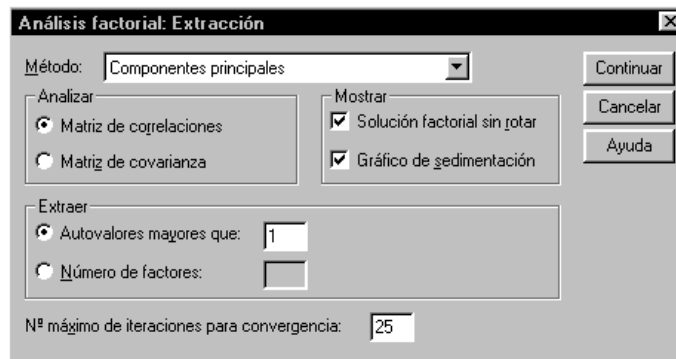 Análisis factorial: Extracción
Método: Componentes principales
Continuar
Cancelar
Ayuda
Analizar
Matriz de correlaciones
Matriz de covarianza
Mostrar
Solución factorial sin rotar
Gráfico de sedimentación
Extraer
Autovalores mayores que: 1
Número de factores:
Nº máximo de iteraciones para convergencia: 25